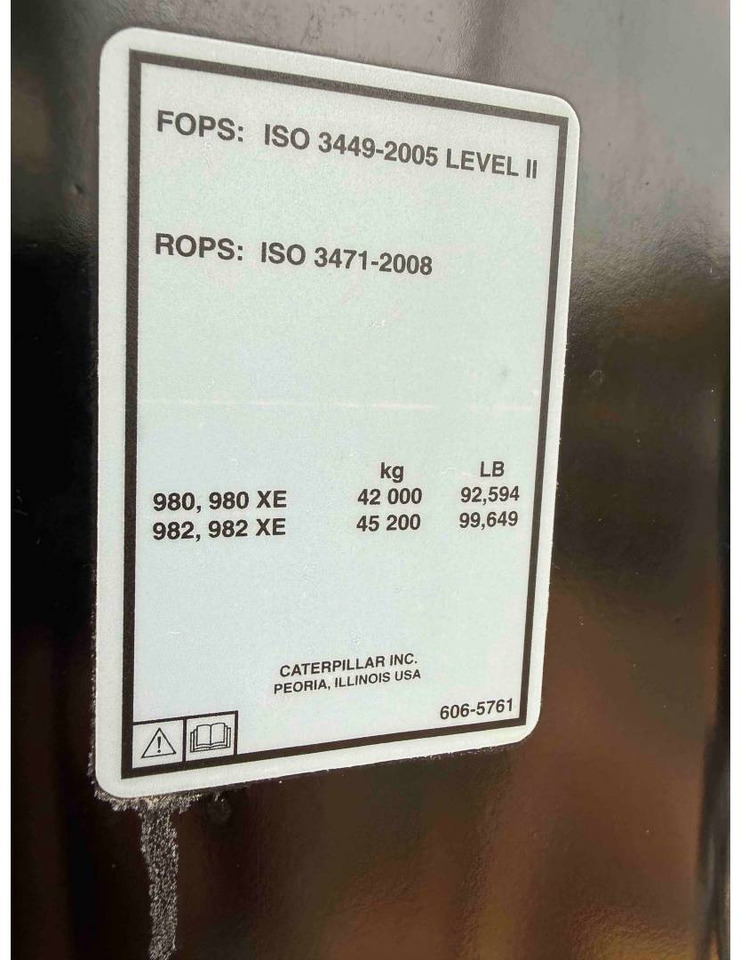 FOPS: ISO 3449-2005 LEVEL II
ROPS: ISO 3471-2008
kg LB
980, 980 XE 42 000 92,594
982, 982 XE 45 200 99,649
CATERPILLAR INC.
PEORIA, ILLINOIS USA
606-5761